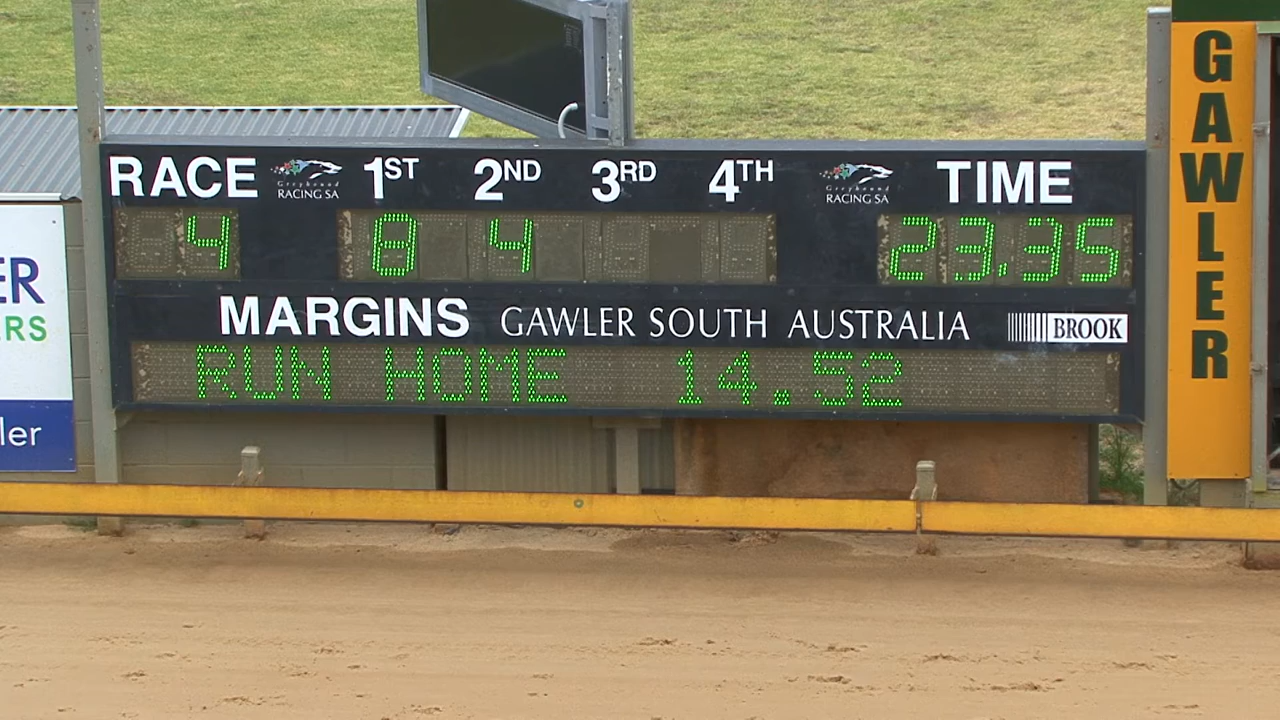 RACE Greyhound RACING SA 1ST 2ND 3RD 4TH Greyhound RACING SA TIME
4 8 4 23.35
MARGINS GAWLER SOUTH AUSTRALIA BROOK
RUN HOME 14.52
GAWLER
ER
RS
ler